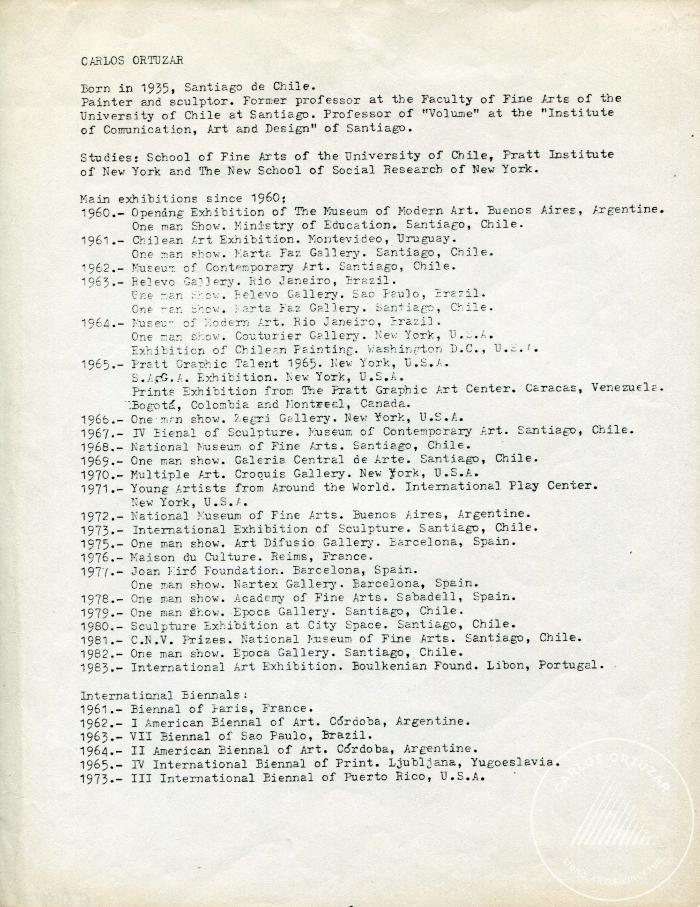 CARLOS ORTUZAR
Born in 1935, Santiago de Chile.
Painter and sculptor. Former professor at the Faculty of Fine Arts of the
University of Chile at Santiago. Professor of "Volume" at the "Institute
of Comunication, Art and Design" of Santiago.
Studies: School of Fine Arts of the University of Chile, Pratt Institute
of New York and The New School of Social Research of New York.
Main exhibitions since 1960:
1960.- Opening Exhibition of The Museum of Modern Art. Buenos Aires, Argentine.
One man Show. Ministry of Education. Santiago, Chile.
1961.- Chilean Art Exhibition. Montevideo, Uruguay.
One man show. Marta Faz Gallery. Santiago, Chile.
1962.- Museum of Contemporary Art. Santiago, Chile.
1963.- Relevo Gallery. Rio Janeiro, Brazil.
One man Show. Relevo Gallery. Sao Paulo, Brazil.
One man Show. Marta Faz Gallery. Santiago, Chile.
1964.- Museum of Modern Art. Rio Janeiro, Brazil.
One man show. Couturier Gallery. New York, U.S.A.
Exhibition of Chilean Painting. Washington D.C., U.S.A.
1965.- Pratt Graphic Talent 1965. New York, U.S.A.
S.A.G.A. Exhibition. New York, U.S.A.
Prints Exhibition from The Pratt Graphic Art Center. Caracas, Venezuela.
Bogotá, Colombia and Montreal, Canada.
1966.- One man show. Zegri Gallery. New York, U.S.A.
1967.- IV Bienal of Sculpture. Museum of Contemporary Art. Santiago, Chile.
1968.- National Museum of Fine Arts. Santiago, Chile.
1969.- One man show. Galeria Central de Arte. Santiago, Chile.
1970.- Multiple Art. Croquis Gallery. New York, U.S.A.
1971.- Young Artists from Around the World. International Play Center.
New York, U.S.A.
1972.- National Museum of Fine Arts. Buenos Aires, Argentine.
1973.- International Exhibition of Sculpture. Santiago, Chile.
1975.- One man show. Art Difusio Gallery. Barcelona, Spain.
1976.- Maison du Culture. Reims, France.
1977.- Joan Miró Foundation. Barcelona, Spain.
One man show. Nartex Gallery. Barcelona, Spain.
1978.- One man show. Academy of Fine Arts. Sabadell, Spain.
1979.- One man Show. Epoca Gallery. Santiago, Chile.
1980.- Sculpture Exhibition at City Space. Santiago, Chile.
1981.- C.N.V. Prizes. National Museum of Fine Arts. Santiago, Chile.
1982.- One man show. Epoca Gallery. Santiago, Chile.
1983.- International Art Exhibition. Boulkenian Found. Libon, Portugal.
International Biennals:
1961.- Biennal of Paris, France.
1962.- I American Biennal of Art. Córdoba, Argentine.
1963.- VII Biennal of Sao Paulo, Brazil.
1964.- II American Biennal of Art. Córdoba, Argentine.
1965.- IV International Biennal of Print. Ljubljana, Yugoeslavia.
1973.- III International Biennal of Puerto Rico, U.S.A.
CARLOS ORTUZAR